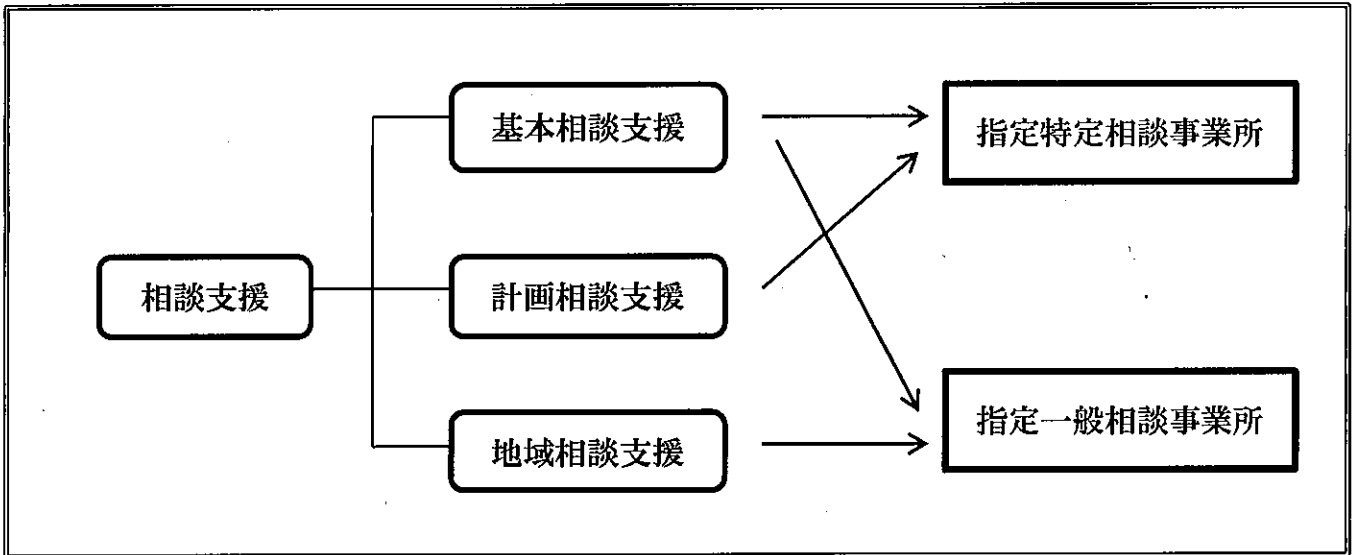 基本相談支援
指定特定相談事業所
相談支援
計画相談支援
指定一般相談事業所
地域相談支援